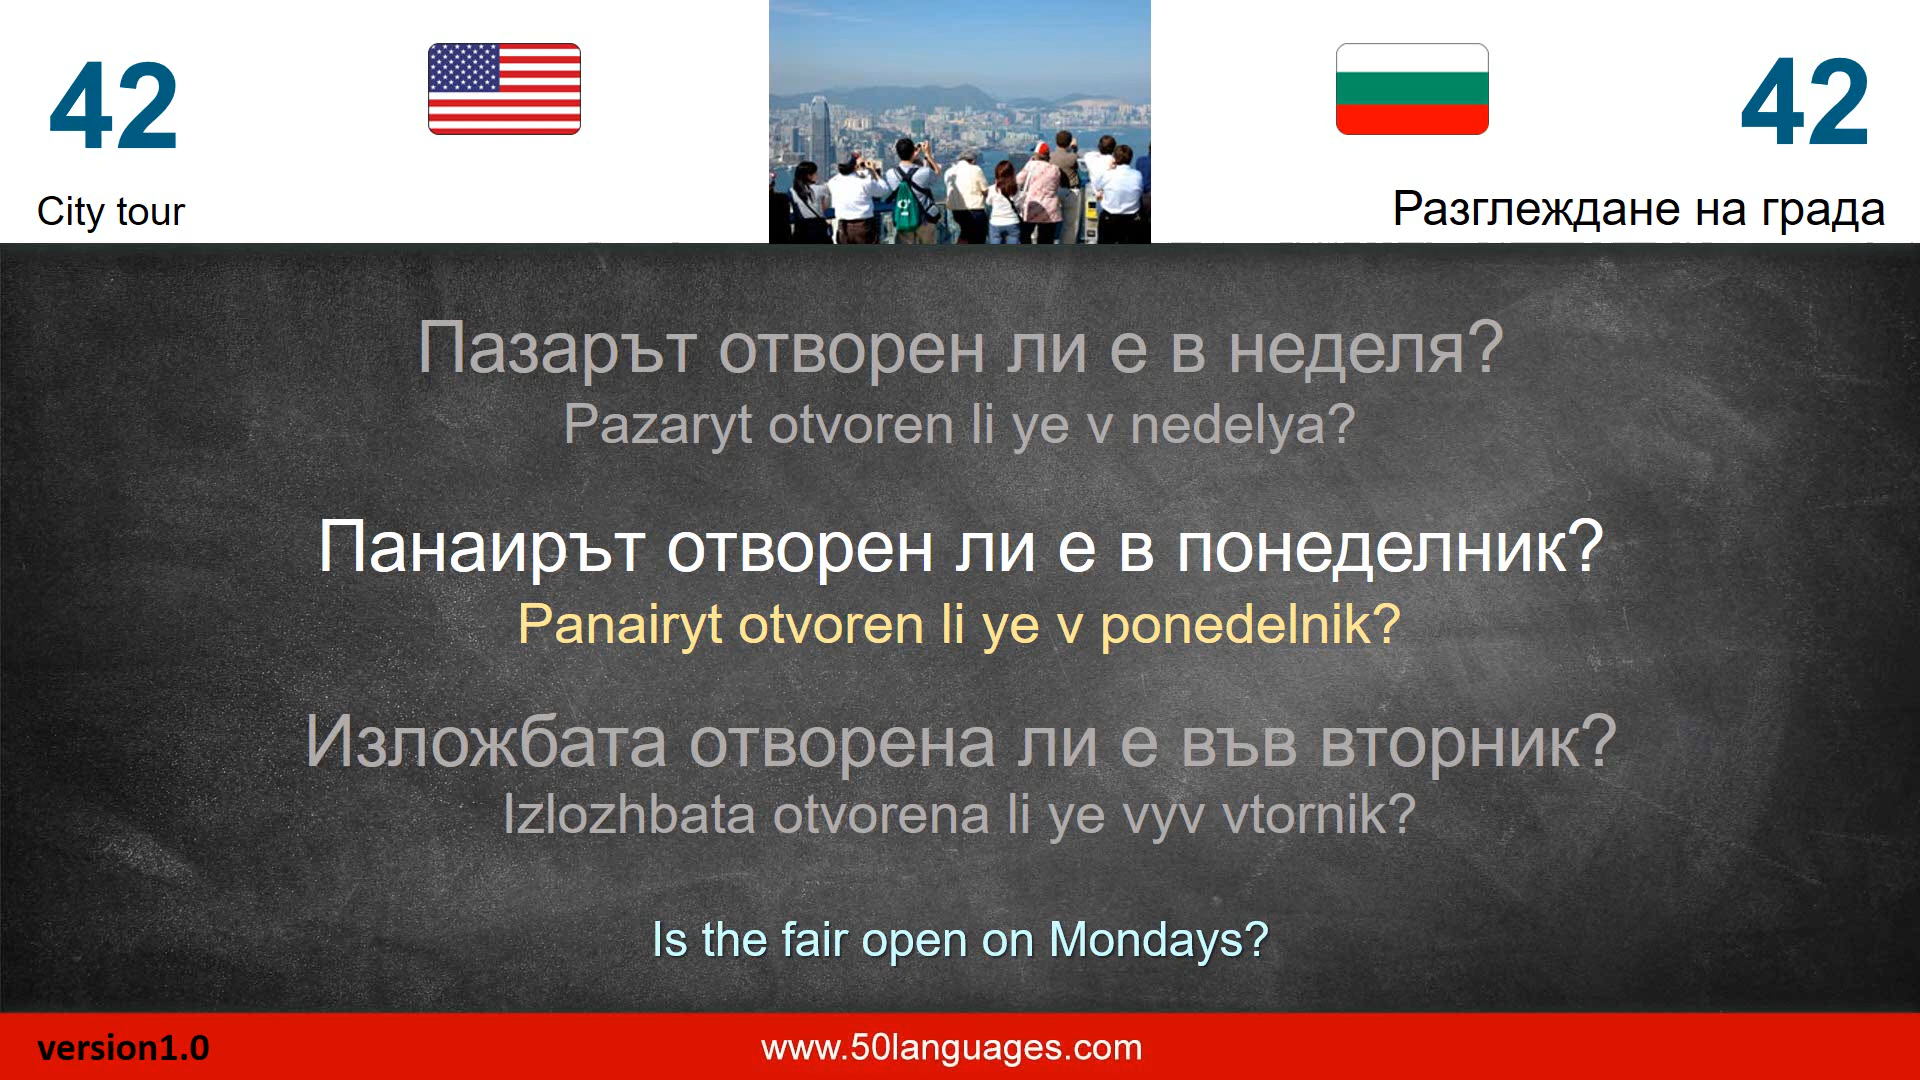 42
42
City tour
Разглеждане на града
Пазарът отворен ли е в неделя?
Pazaryt otvoren li ye v nedelya?
Панаирът отворен ли е в понеделник?
Panairyt otvoren li ye v ponedelnik?
Изложбата отворена ли е във вторник?
Izlozhbata otvorena li ye vyv vtornik?
Is the fair open on Mondays?
version1.0
www.50languages.com